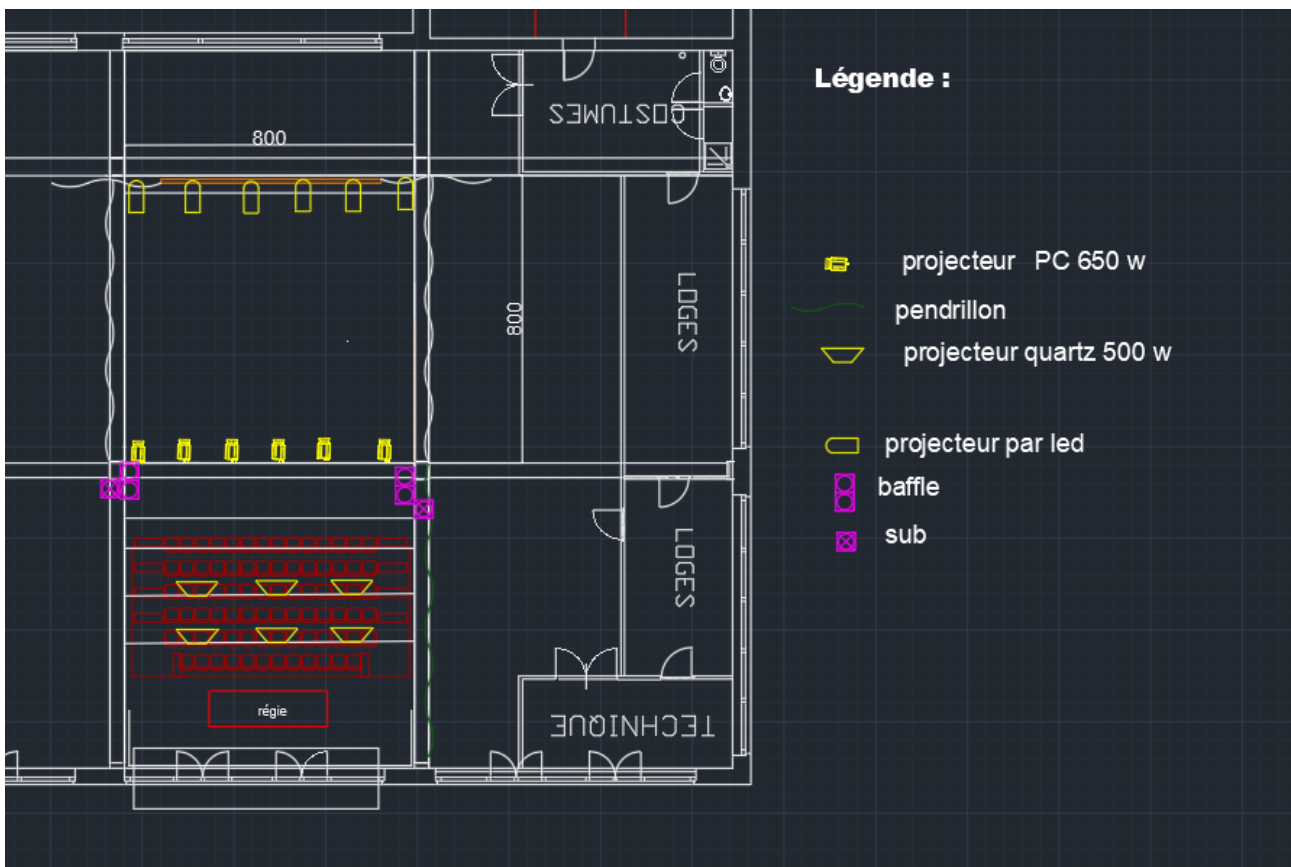 Légende :
800
COSTUMES
projecteur PC 650 w
pendrillon
projecteur quartz 500 w
projecteur par led
baffle
sub
800
LOGES
LOGES
régie
TECHNIQUE